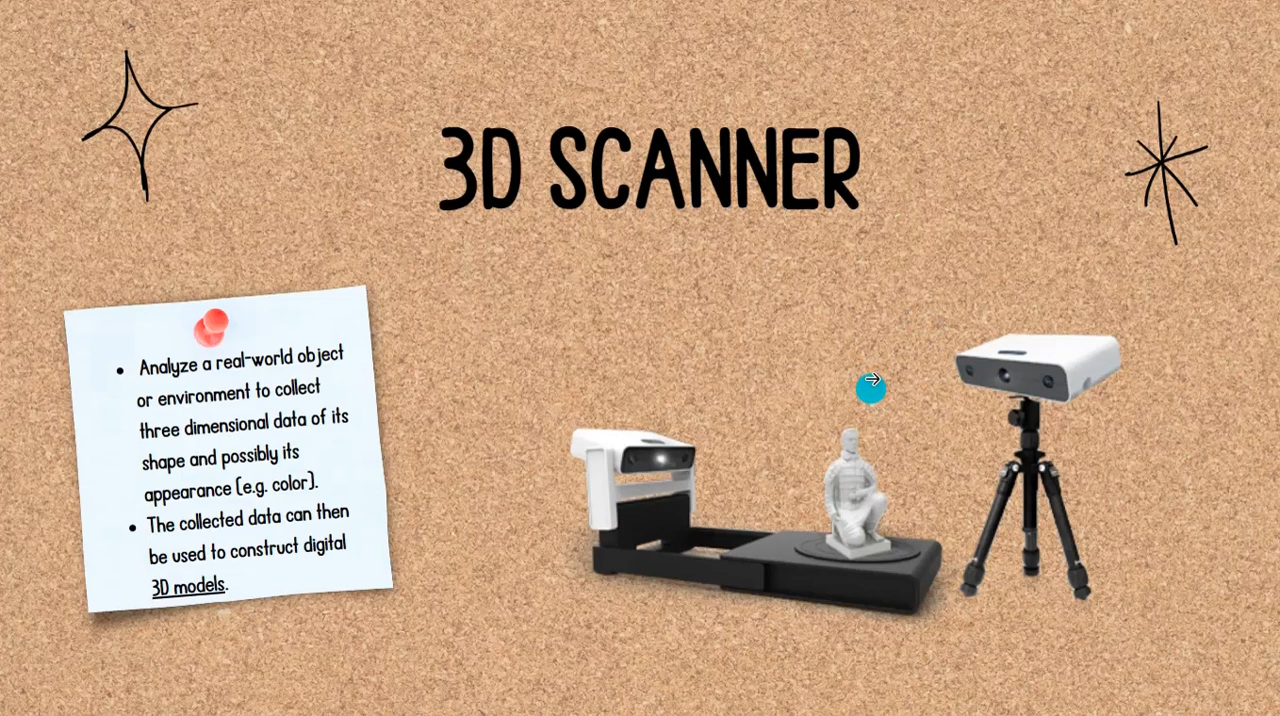 3D SCANNER
• Analyze a real-world object
or environment to collect
three dimensional data of its
shape and possibly its
appearance (e.g. color).
• The collected data can then
be used to construct digital
3D models.